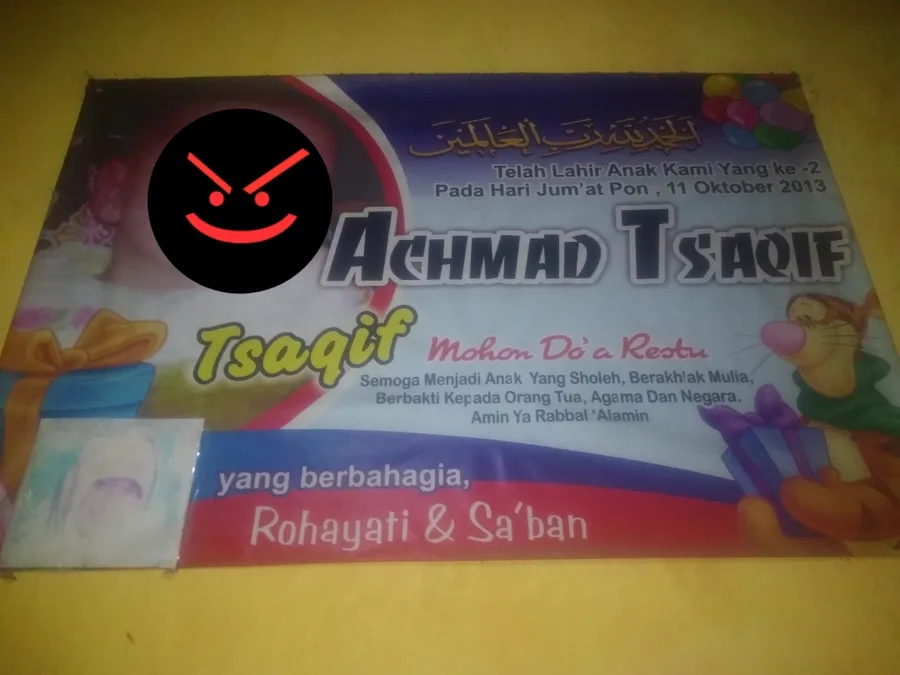 الحمد لله رب العالمين
Telah Lahir Anak Kami Yang ke -2
Pada Hari Jum'at Pon , 11 Oktober 2013
ACHMAD TSAQIF
Tsaqif
Mohon Do'a Restu
Semoga Menjadi Anak Yang Sholeh, Berakhlak Mulia,
Berbakti Kepada Orang Tua, Agama Dan Negara.
Amin Ya Rabbal 'Alamin
yang berbahagia,
Rohayati & Sa'ban